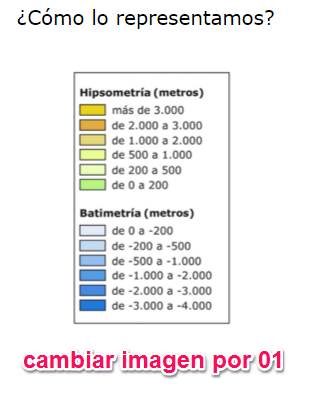 ¿Cómo lo representamos?
Hipsometría (metros)
más de 3.000
de 2.000 a 3.000
de 1.000 a 2.000
de 500 a 1.000
de 200 a 500
de 0 a 200
Batimetría (metros)
de 0 a -200
de -200 a -500
de -500 a -1.000
de -1.000 a -2.000
de -2.000 a -3.000
de -3.000 a -4.000
cambiar imagen por 01